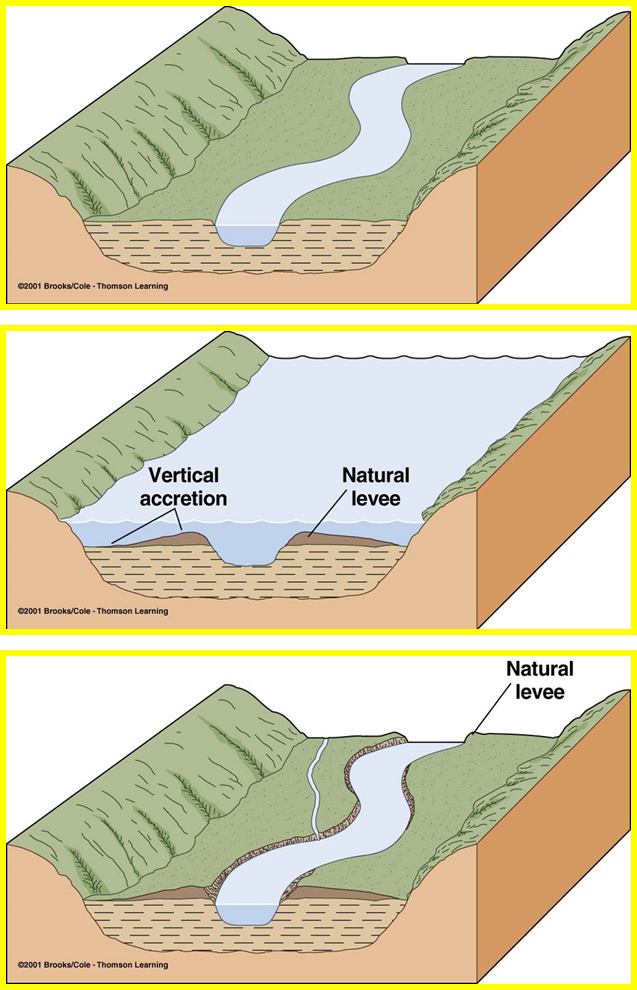 ©2001 Brooks/Cole - Thomson Learning
Vertical
accretion
Natural
levee
©2001 Brooks/Cole - Thomson Learning
Natural
levee
©2001 Brooks/Cole - Thomson Learning